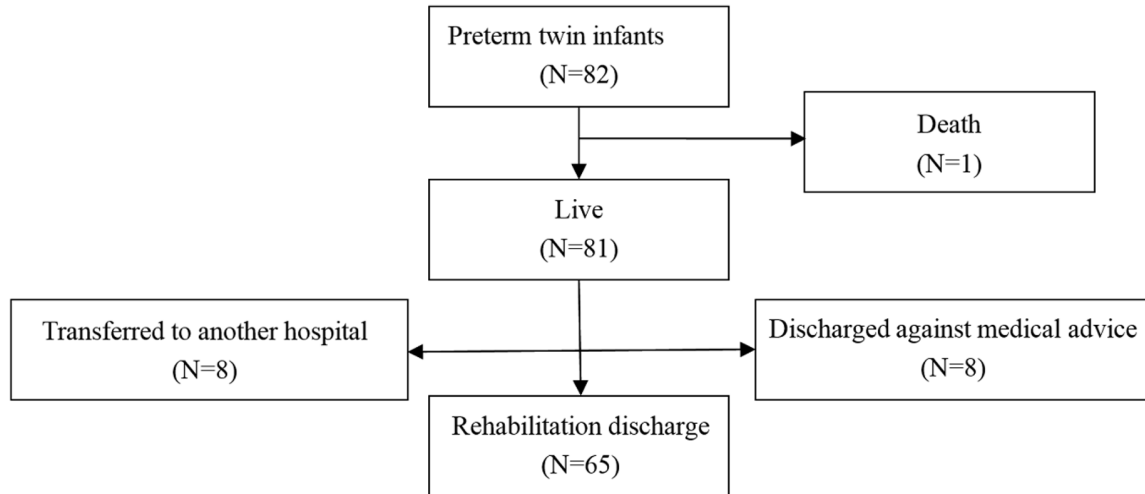 Preterm twin infants
(N=82)
Death
(N=1)
Live
(N=81)
Transferred to another hospital
(N=8)
Discharged against medical advice
(N=8)
Rehabilitation discharge
(N=65)